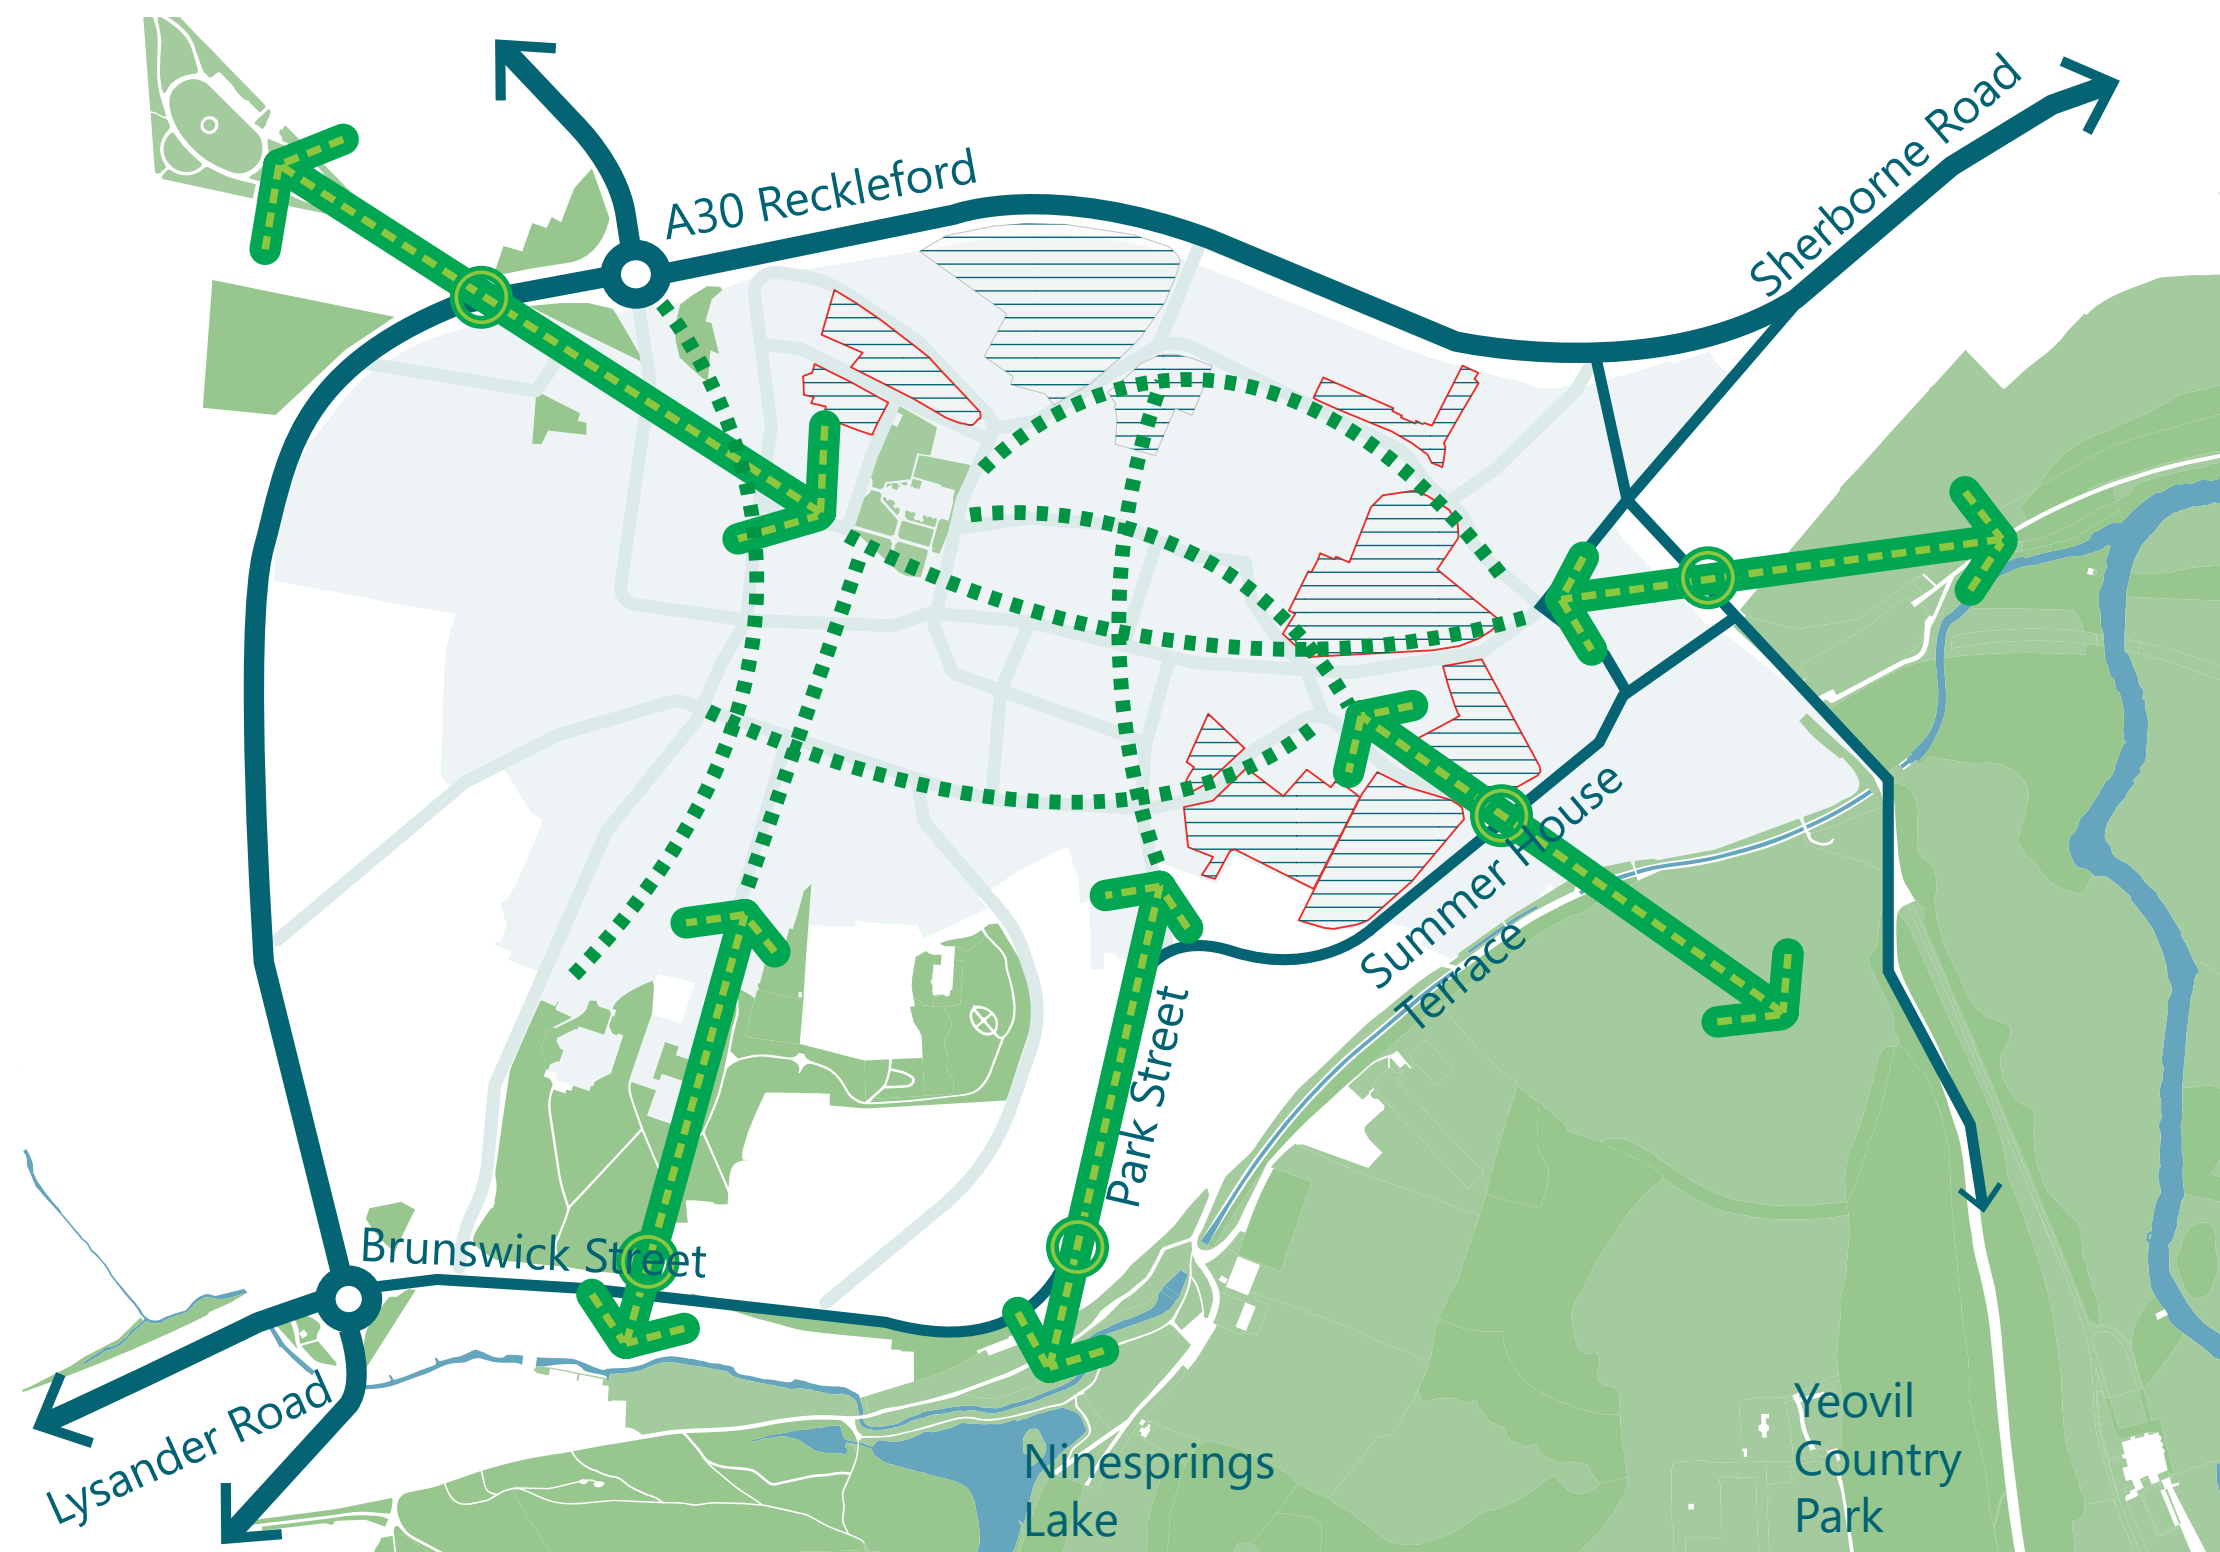 A30 Reckleford
Sherborne Road
Summer House
Terrace
Park Street
Brunswick Street
Lysander Road
Ninesprings
Lake
Yeovil
Country
Park